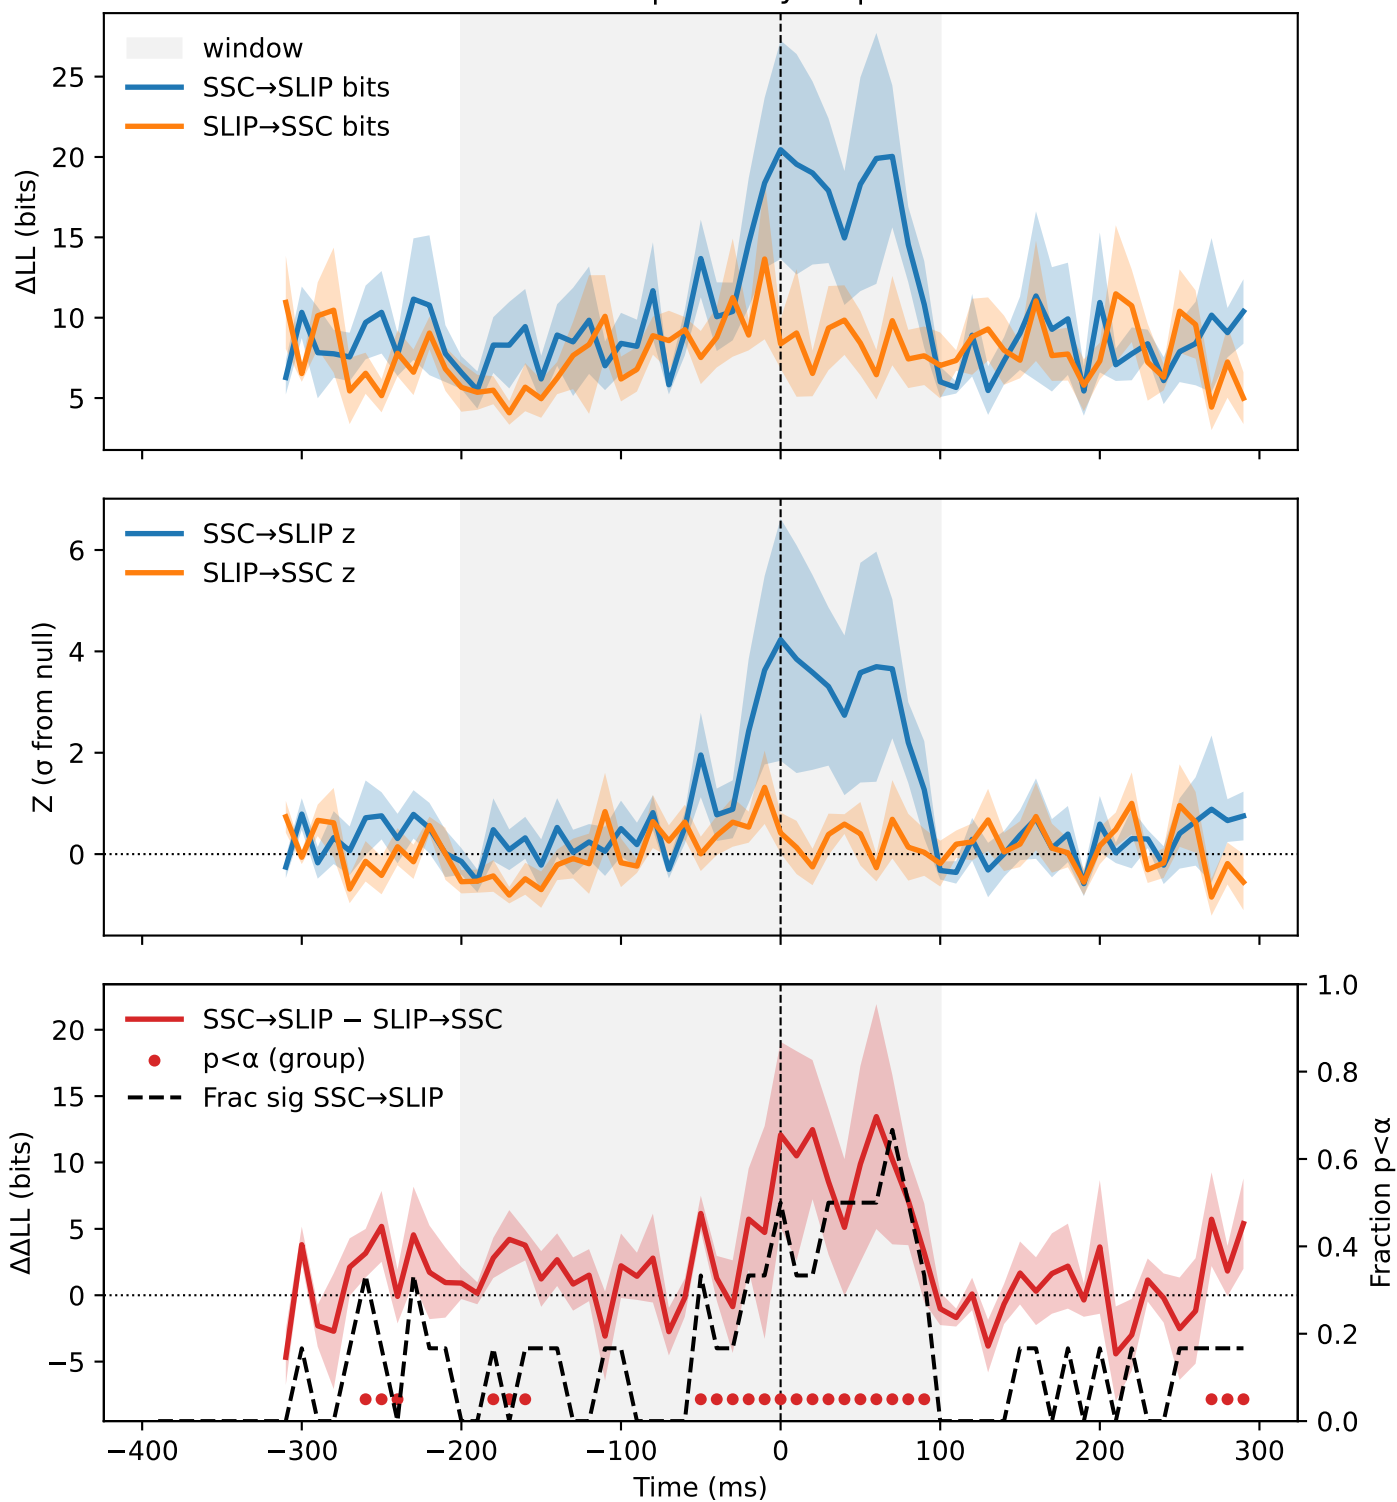 window
SSC→SLIP bits
SLIP→SSC bits
25
20
15
10
5
ΔLL (bits)
SSC→SLIP z
SLIP→SSC z
6
4
2
0
Z (σ from null)
SSC→SLIP − SLIP→SSC
p<α (group)
Frac sig SSC→SLIP
20
15
10
5
0
−5
ΔΔLL (bits)
1.0
0.8
0.6
0.4
0.2
0.0
Fraction p<α
−400 −300 −200 −100 0 100 200 300
Time (ms)